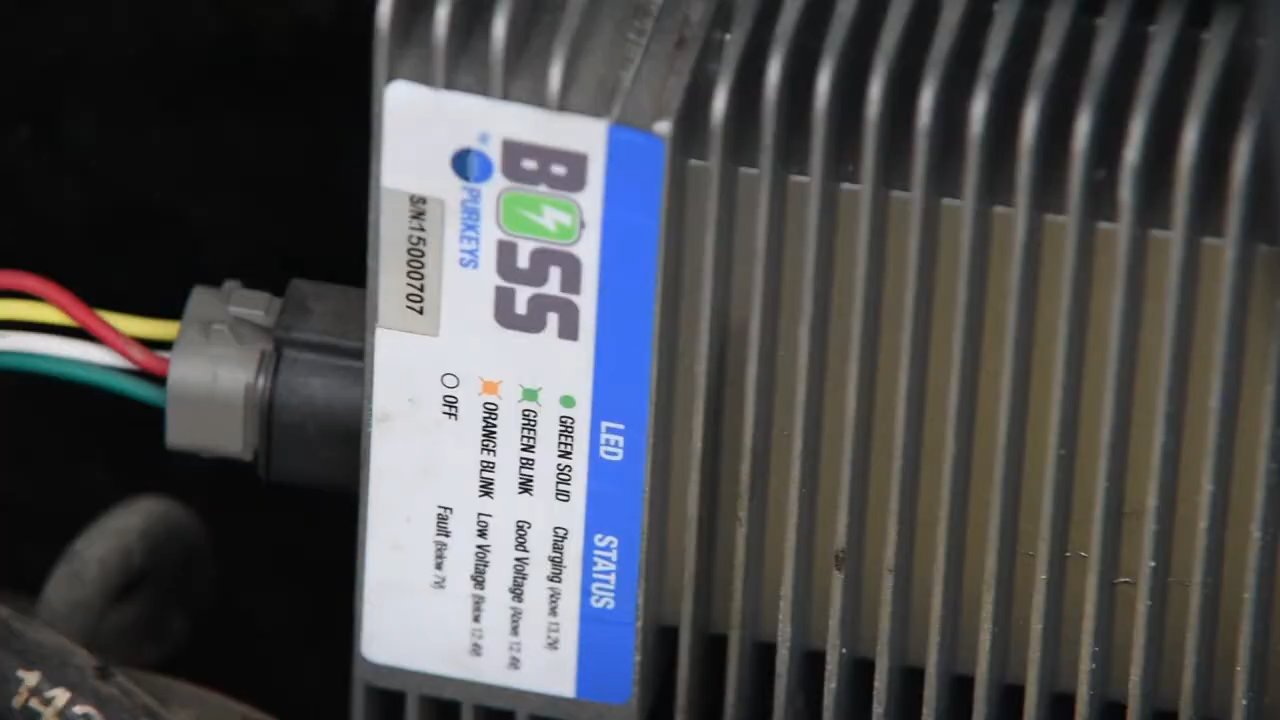 BOSS
PURKEYS
S/N:15000707
LED STATUS
GREEN SOLID Charging (Above 13.2V)
GREEN BLINK Good Voltage (Above 12.4V)
ORANGE BLINK Low Voltage (Below 12.4V)
OFF Fault (Below 7V)